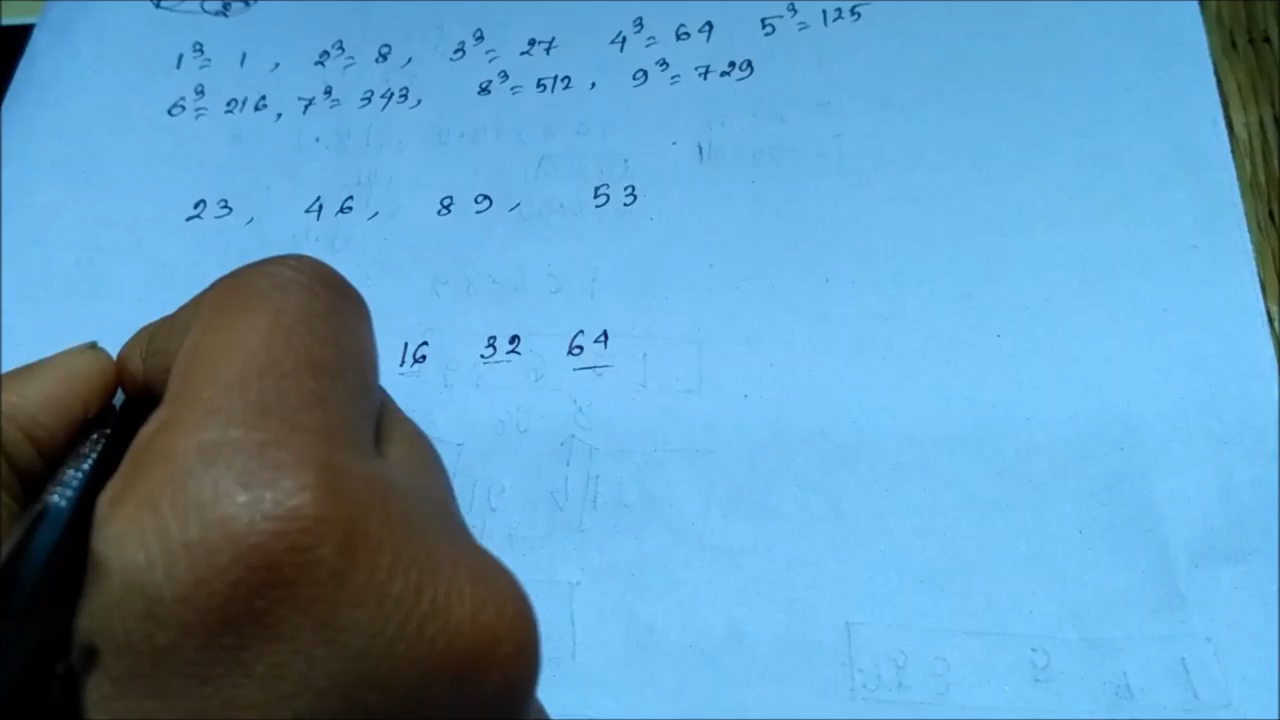 1³= 1 , 2³= 8, 3³= 27 4³= 64 5³= 125
6³= 216, 7³= 343, 8³= 512, 9³= 729
23, 46, 89, 53
16 32 64